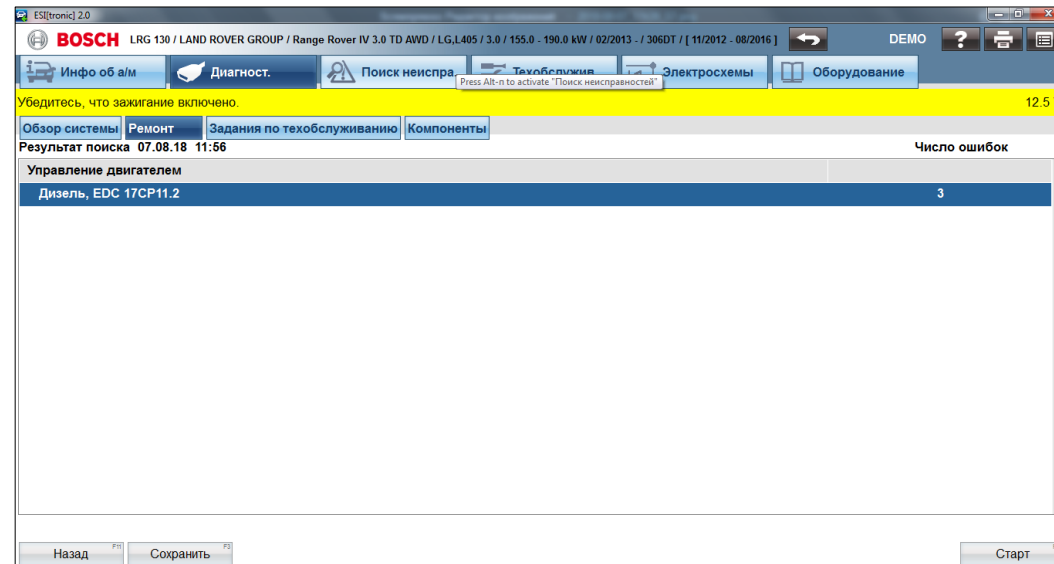 ESI[tronic] 2.0
BOSCH LRG 130 / LAND ROVER GROUP / Range Rover IV 3.0 TD AWD / LG,L405 / 3.0 / 155.0 - 190.0 kW / 02/2013 - / 306DT / [ 11/2012 - 08/2016 ] DEMO ?
Инфо об а/м Диагност. Поиск неиспра. Техобслужив. Электросхемы Оборудование
Press Alt-n to activate "Поиск неисправностей"
Убедитесь, что зажигание включено. 12.5
Обзор системы Ремонт Задания по техобслуживанию Компоненты
Результат поиска 07.08.18 11:56 Число ошибок
Управление двигателем
Дизель, EDC 17CP11.2 3
Назад F11 Сохранить F3 Старт